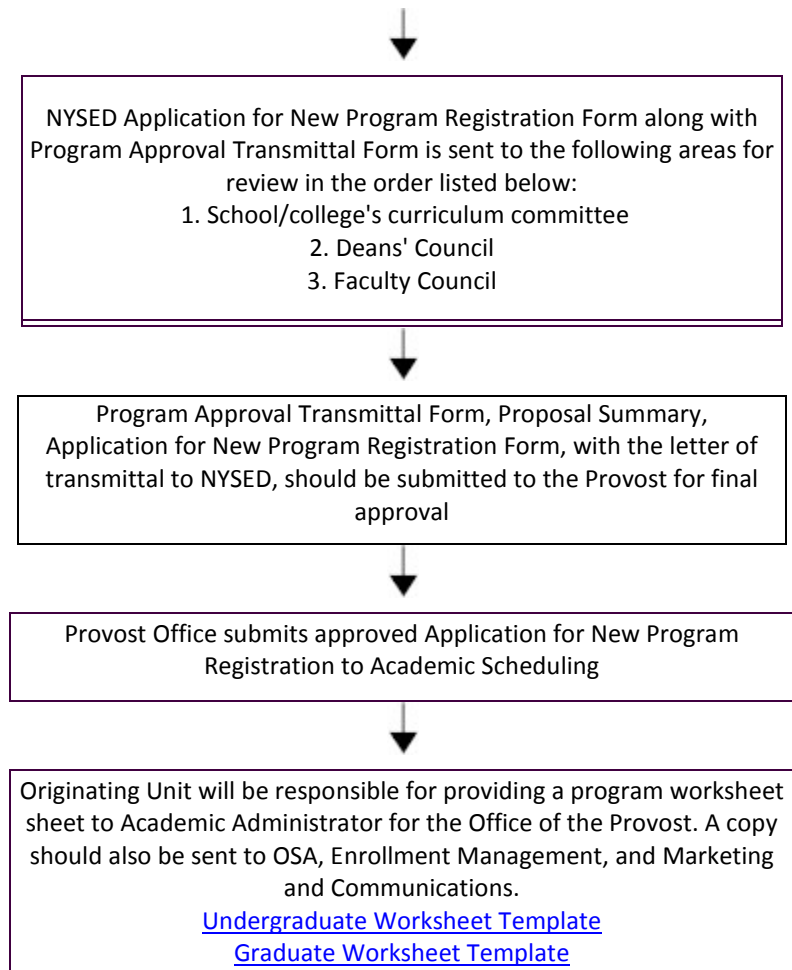 NYSED Application for New Program Registration Form along with
Program Approval Transmittal Form is sent to the following areas for
review in the order listed below:
1. School/college's curriculum committee
2. Deans' Council
3. Faculty Council
Program Approval Transmittal Form, Proposal Summary,
Application for New Program Registration Form, with the letter of
transmittal to NYSED, should be submitted to the Provost for final
approval
Provost Office submits approved Application for New Program
Registration to Academic Scheduling
Originating Unit will be responsible for providing a program worksheet
sheet to Academic Administrator for the Office of the Provost. A copy
should also be sent to OSA, Enrollment Management, and Marketing
and Communications.
Undergraduate Worksheet Template
Graduate Worksheet Template